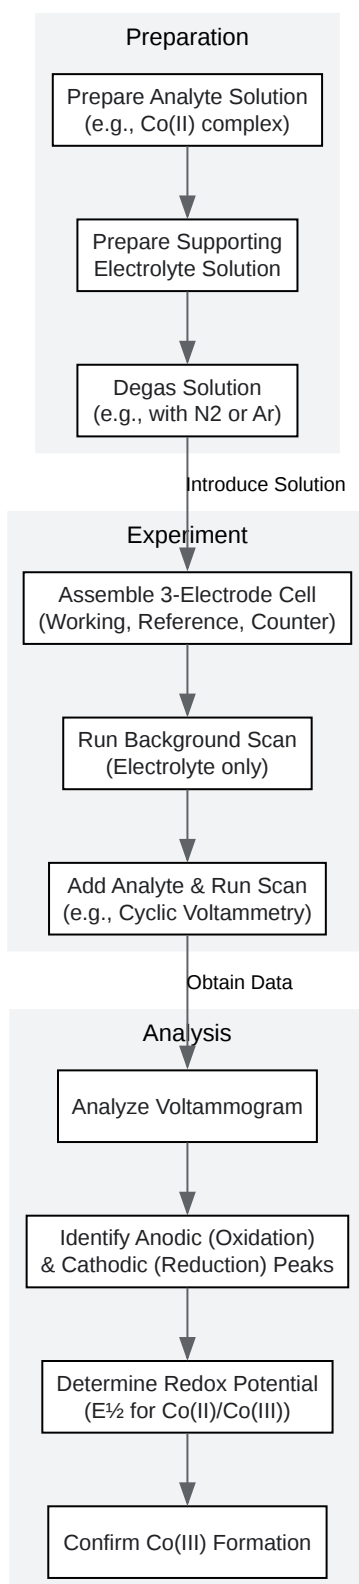 Preparation
Prepare Analyte Solution
(e.g., Co(II) complex)
Prepare Supporting
Electrolyte Solution
Degas Solution
(e.g., with N2 or Ar)
Introduce Solution
Experiment
Assemble 3-Electrode Cell
(Working, Reference, Counter)
Run Background Scan
(Electrolyte only)
Add Analyte & Run Scan
(e.g., Cyclic Voltammetry)
Obtain Data
Analysis
Analyze Voltammogram
Identify Anodic (Oxidation)
& Cathodic (Reduction) Peaks
Determine Redox Potential
(E½ for Co(II)/Co(III))
Confirm Co(III) Formation